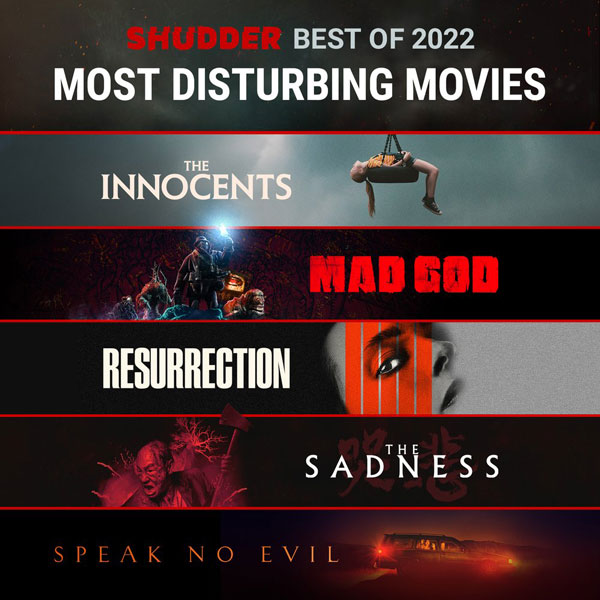 SHUDDER BEST OF 2022
MOST DISTURBING MOVIES
THE
INNOCENTS
MAD GOD
RESURRECTION
THE
SADNESS
SPEAK NO EVIL